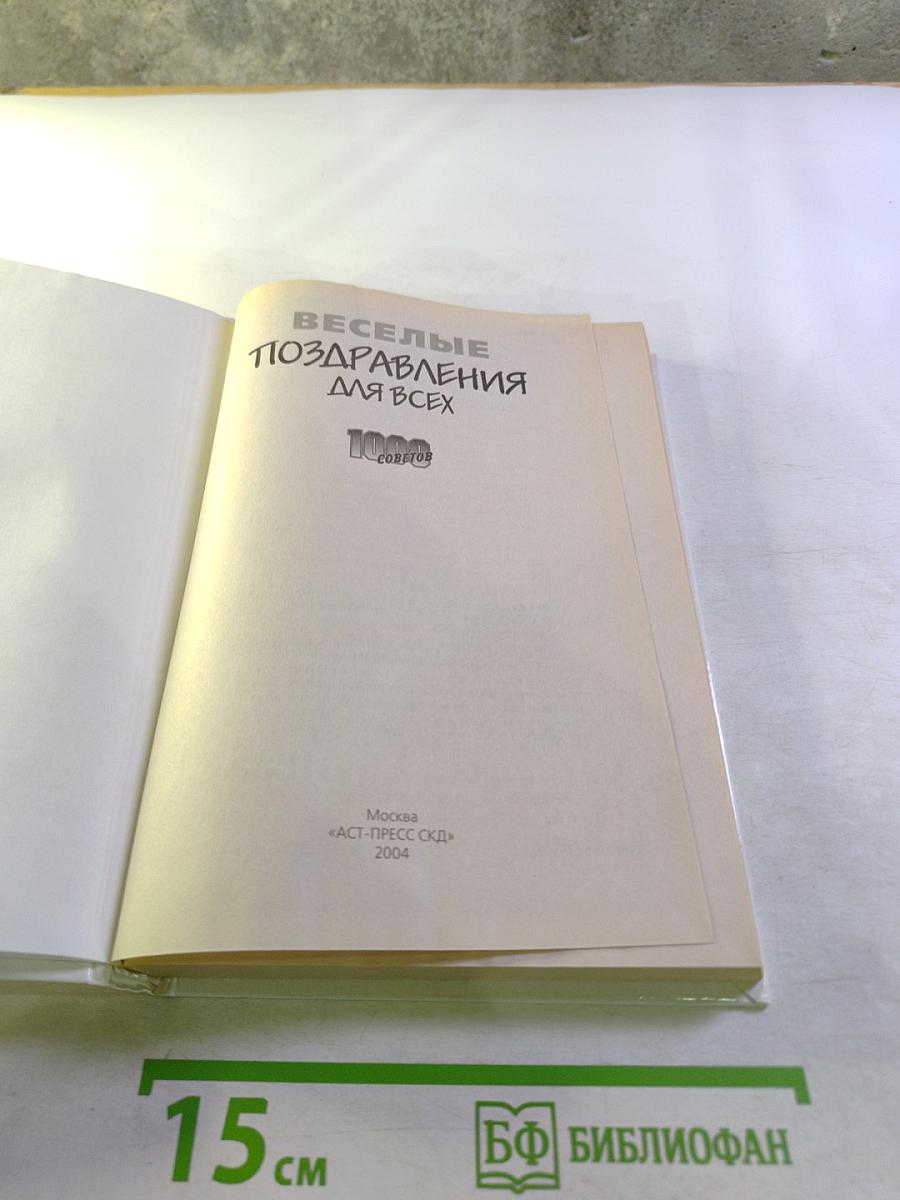 ВЕСЕЛЫЕ
ПОЗДРАВЛЕНИЯ
ДЛЯ ВСЕХ
1000
СОВЕТОВ
Москва
«АСТ-ПРЕСС СКД»
2004
15 см
БФ БИБЛИОФАН